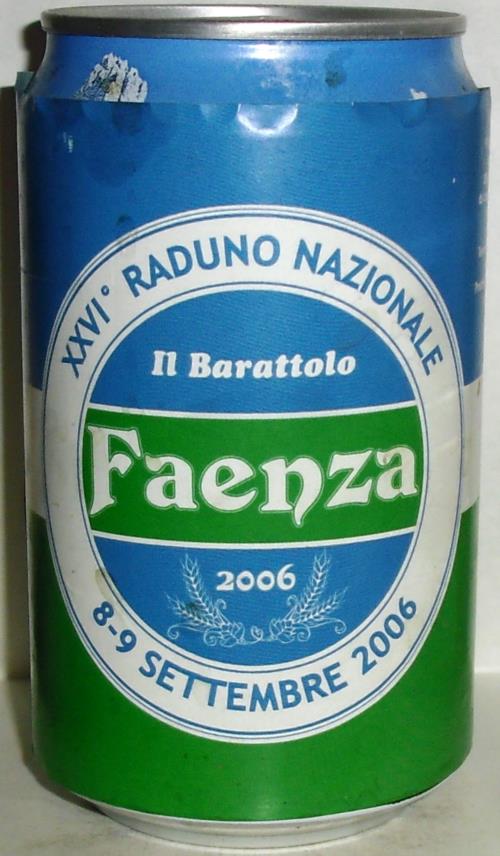 XXVI° RADUNO NAZIONALE
Il Barattolo
Faenza
2006
8-9 SETTEMBRE 2006